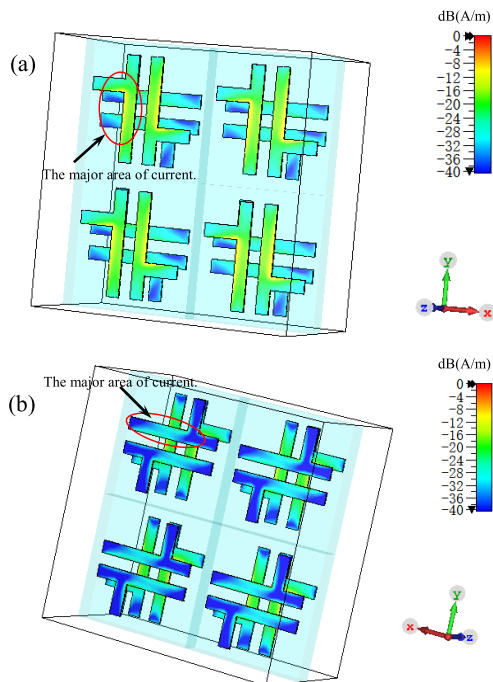 dB(A/m)
(a)
0
-4
-8
-12
-16
-20
-24
-28
-32
-36
-40
The major area of current.
y
z
x
The major area of current.
dB(A/m)
(b)
0
-4
-8
-12
-16
-20
-24
-28
-32
-36
-40
y
x
z